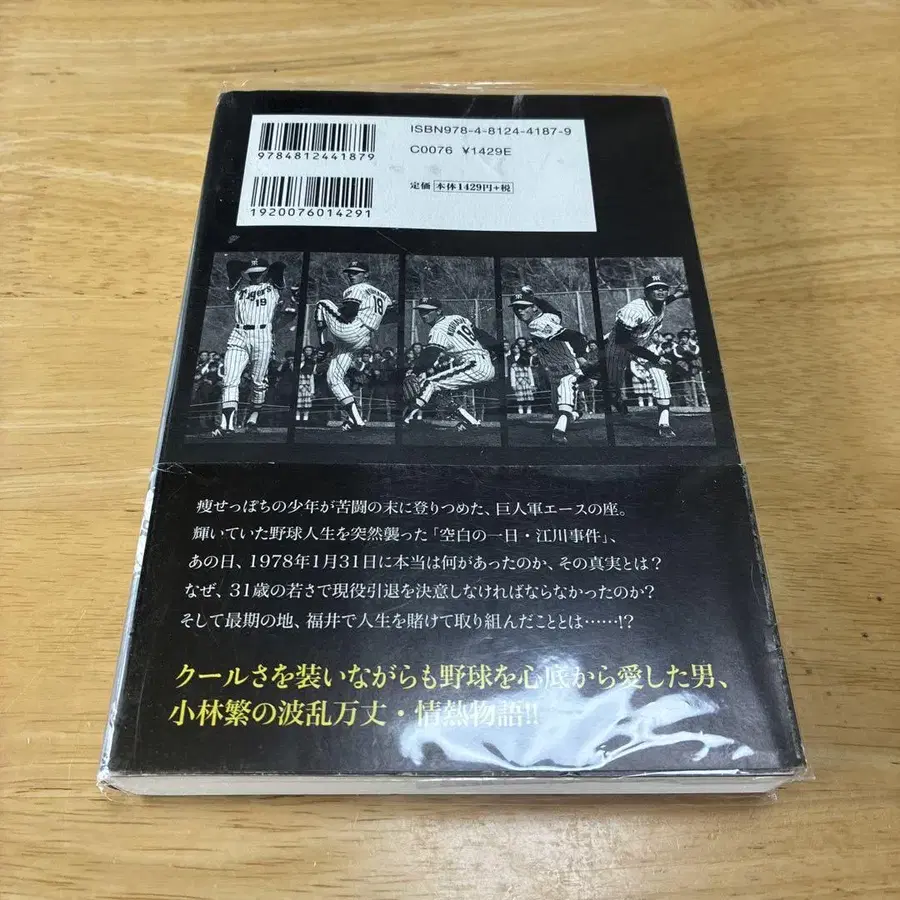 ISBN978-4-8124-4187-9
9784812441879
C0076 ¥1429E
定価 本体1429円+税
1920076014291
Tigers
19
19
痩せっぽちの少年が苦闘の末に登りつめた、巨人軍エースの座。
輝いていた野球人生を突然襲った「空白の一日・江川事件」、
あの日、1978年1月31日に本当は何があったのか、その真実とは?
なぜ、31歳の若さで現役引退を決意しなければならなかったのか?
そして最期の地、福井で人生を賭けて取り組んだこととは……!?
クールさを装いながらも野球を心底から愛した男、
小林繁の波乱万丈・情熱物語!!